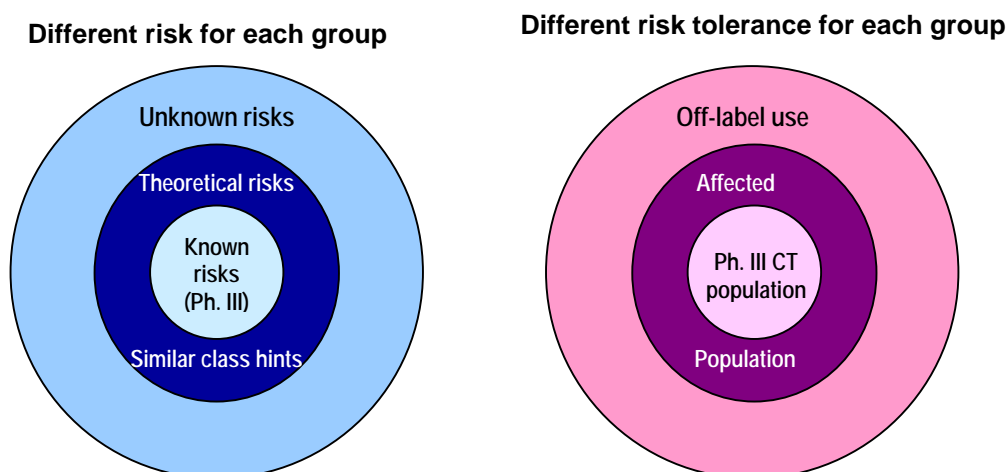 Different risk for each group
Unknown risks
Theoretical risks
Known
risks
(Ph. III)
Similar class hints
Different risk tolerance for each group
Off-label use
Affected
Ph. III CT
population
Population